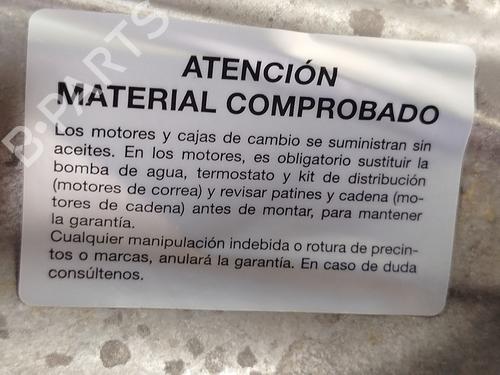 B-PARTS
ATENCIÓN
MATERIAL COMPROBADO
Los motores y cajas de cambio se suministran sin
aceites. En los motores, es obligatorio sustituir la
bomba de agua, termostato y kit de distribución
(motores de correa) y revisar patines y cadena (mo-
tores de cadena) antes de montar, para mantener
la garantía.
Cualquier manipulación indebida o rotura de precin-
tos o marcas, anulará la garantía. En caso de duda
consúltenos.